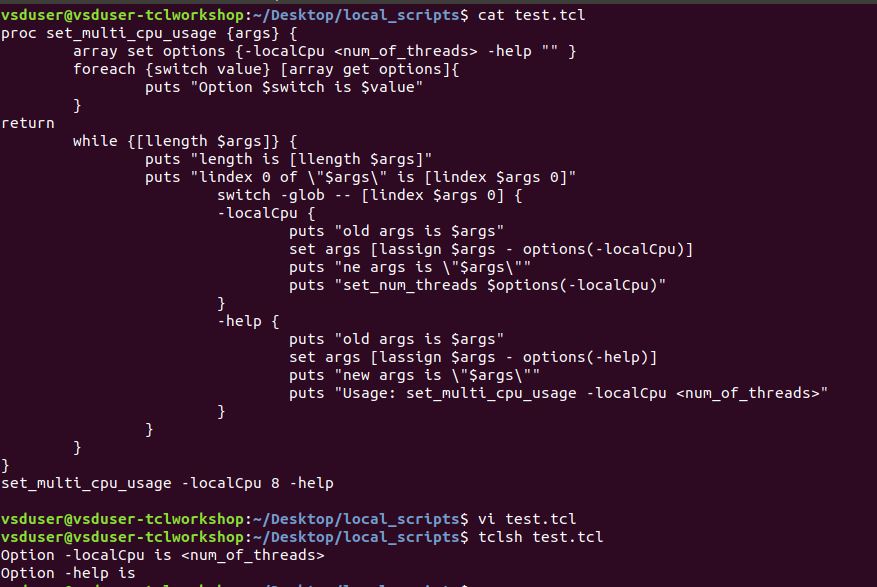 vsduser@vsduser-tclworkshop:~/Desktop/local_scripts$ cat test.tcl
proc set_multi_cpu_usage {args} {
        array set options {-localCpu <num_of_threads> -help "" }
        foreach {switch value} [array get options]{
                puts "Option $switch is $value"
        }
return
        while {[llength $args]} {
                puts "length is [llength $args]"
                puts "lindex 0 of \"$args\" is [lindex $args 0]"
                        switch -glob -- [lindex $args 0] {
                        -localCpu {
                                puts "old args is $args"
                                set args [lassign $args - options(-localCpu)]
                                puts "ne args is \"$args\""
                                puts "set_num_threads $options(-localCpu)"
                        }
                        -help {
                                puts "old args is $args"
                                set args [lassign $args - options(-help)]
                                puts "new args is \"$args\""
                                puts "Usage: set_multi_cpu_usage -localCpu <num_of_threads>"
                        }
                }
        }
}
set_multi_cpu_usage -localCpu 8 -help

vsduser@vsduser-tclworkshop:~/Desktop/local_scripts$ vi test.tcl
vsduser@vsduser-tclworkshop:~/Desktop/local_scripts$ tclsh test.tcl
Option -localCpu is <num_of_threads>
Option -help is